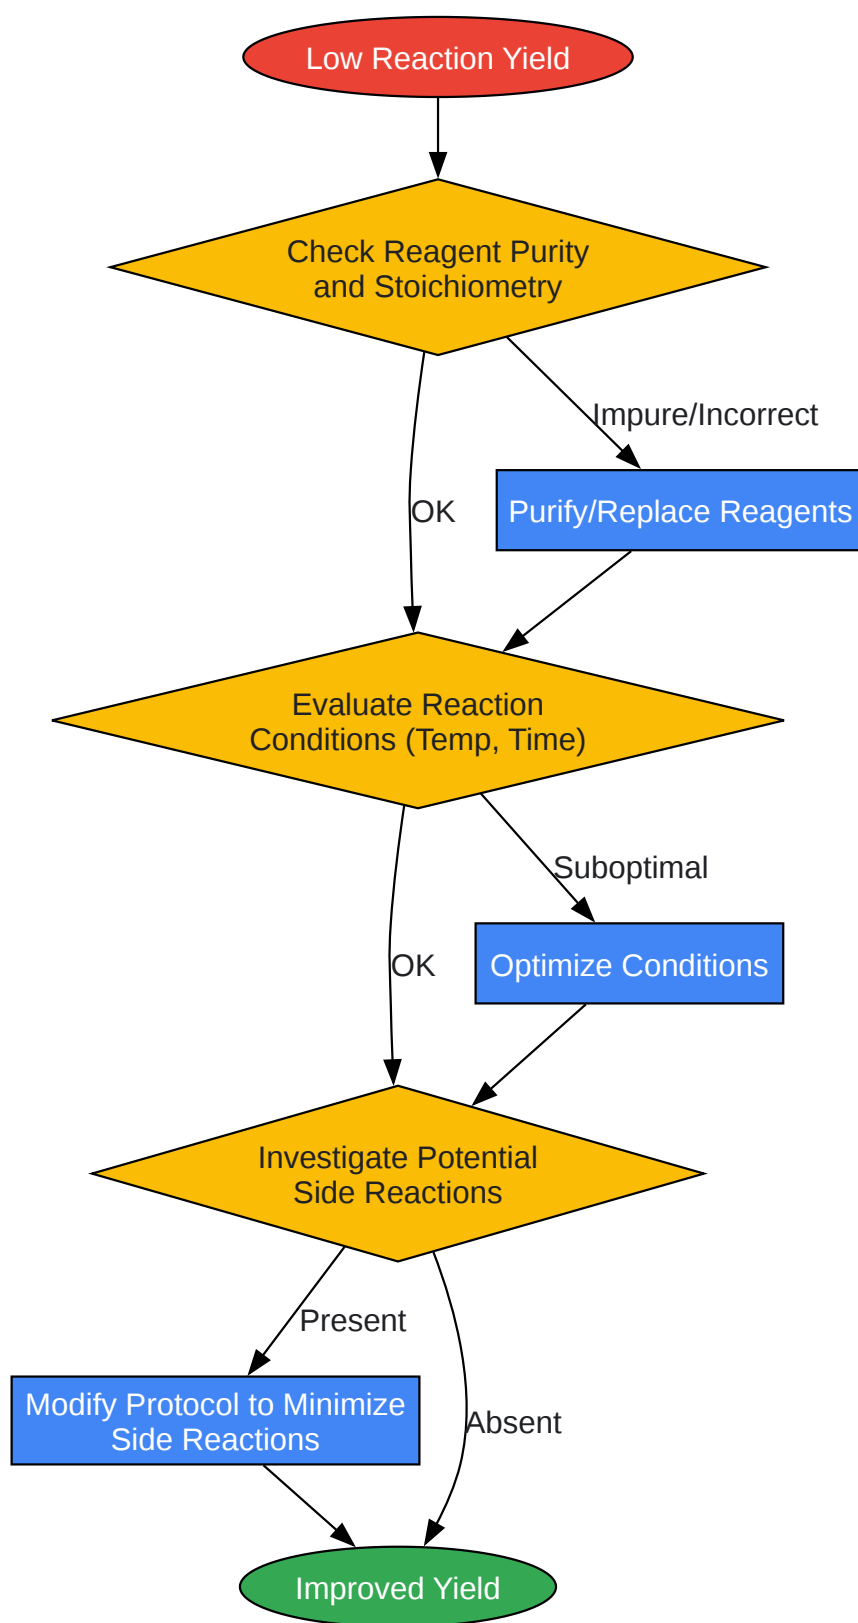 Low Reaction Yield
Check Reagent Purity
and Stoichiometry
Impure/Incorrect
OK
Purify/Replace Reagents
Evaluate Reaction
Conditions (Temp, Time)
Suboptimal
OK
Optimize Conditions
Investigate Potential
Side Reactions
Present
Modify Protocol to Minimize
Side Reactions
Absent
Improved Yield